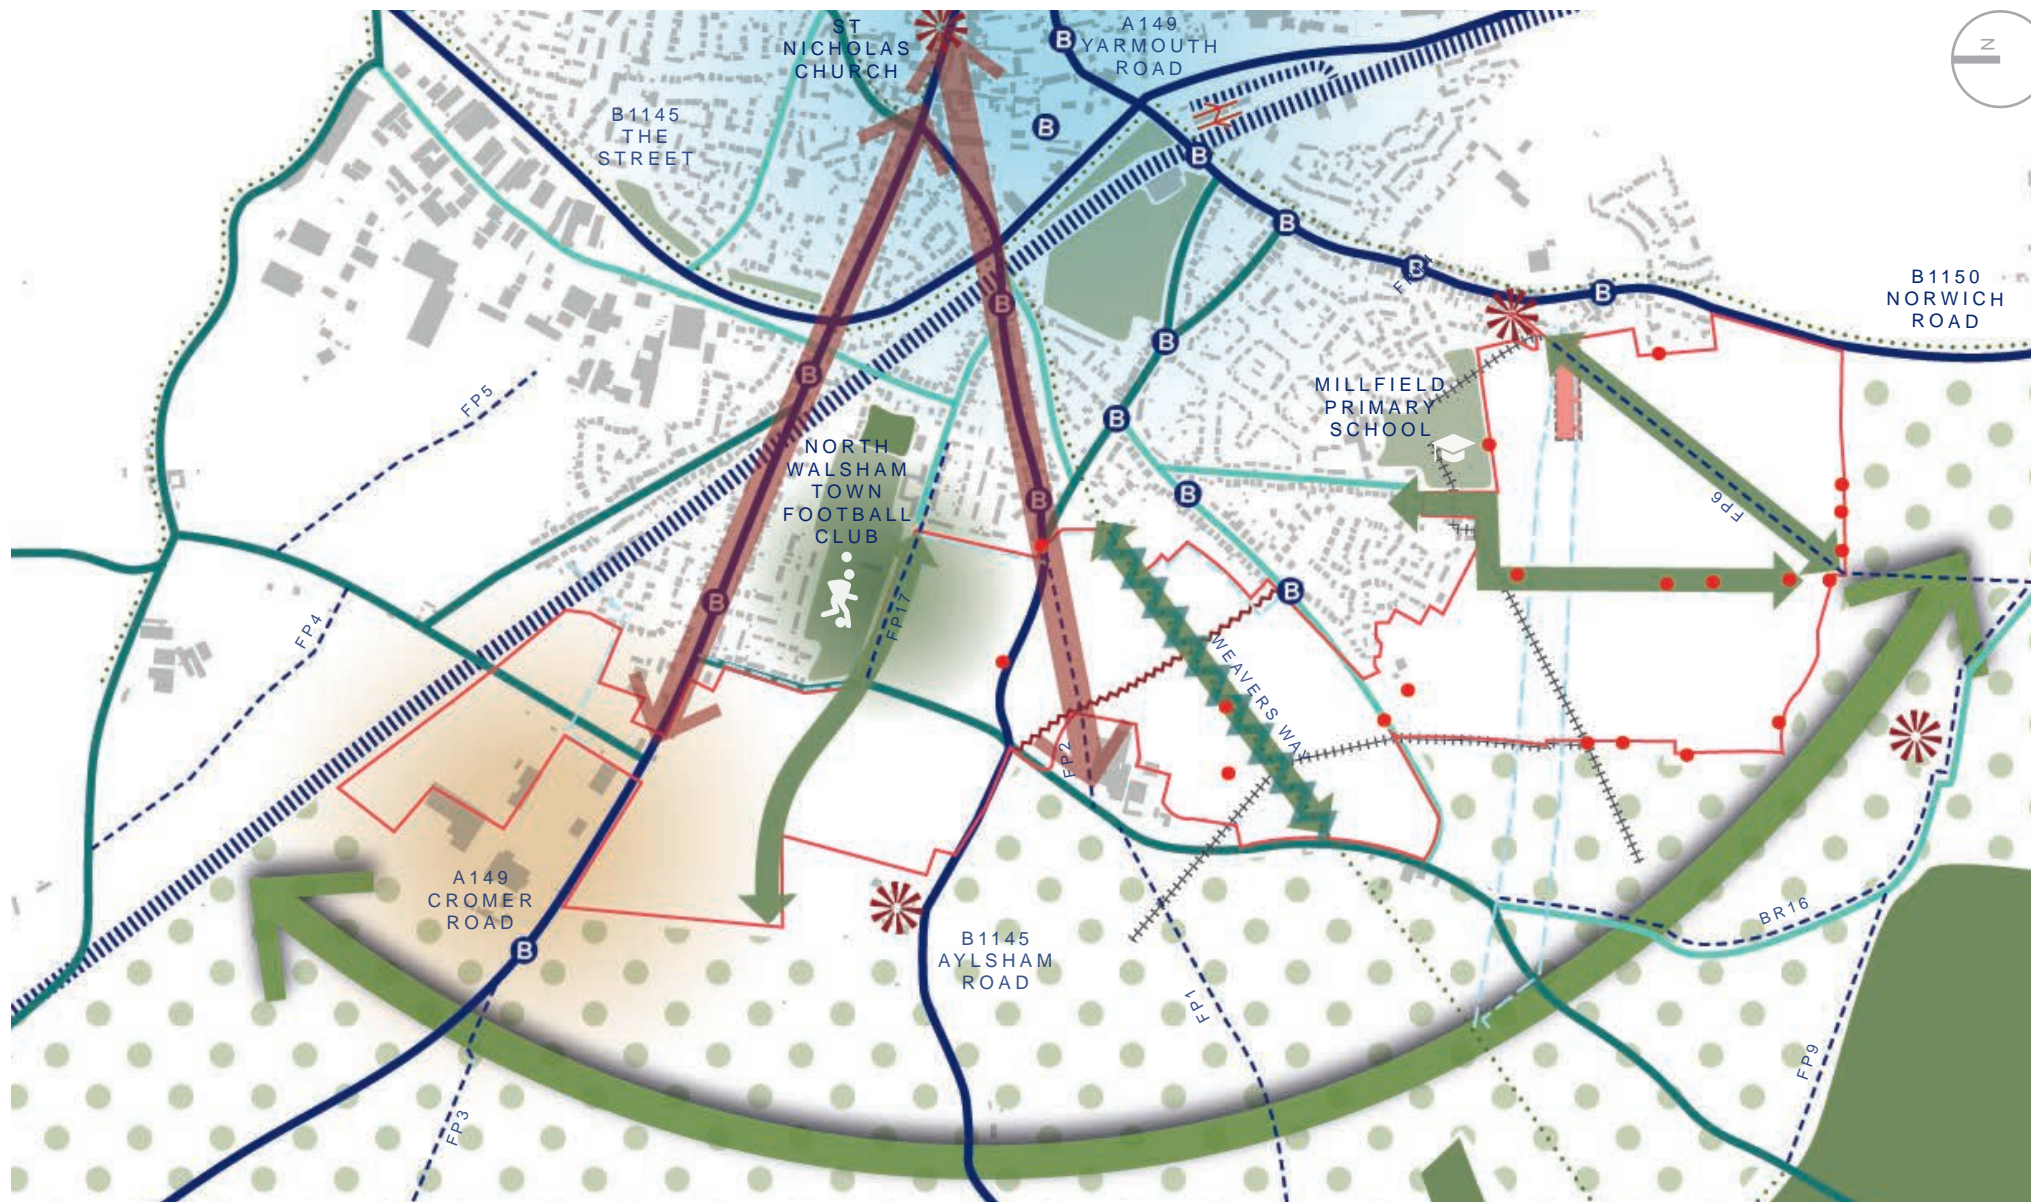 ST
NICHOLAS
CHURCH
A149
YARMOUTH
ROAD
N
B
B
B1145
THE
STREET
B
B
B
B
B1150
NORWICH
ROAD
B
B
B
FP5
B
MILLFIELD
PRIMARY
SCHOOL
NORTH
WALSHAM
TOWN
FOOTBALL
CLUB
B
B
B
FP6
FP4
B
FP17
B
WEAVERS WAY
FP2
A149
CROMER
ROAD
B
B1145
AYLSHAM
ROAD
BR16
FP1
FP3
FP9